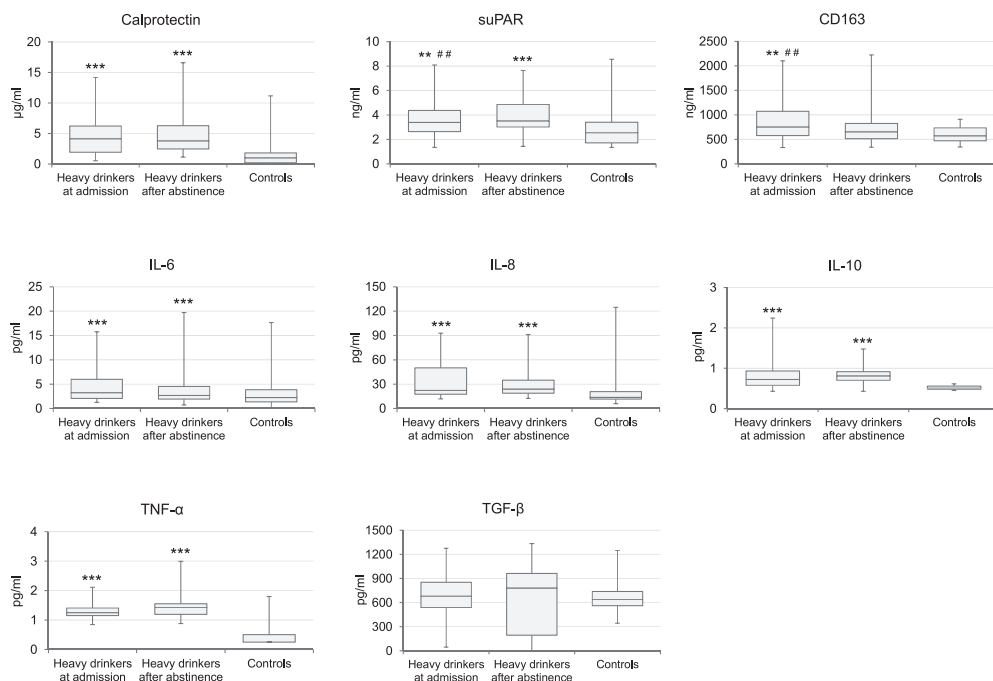 Calprotectin
20
15
10
5
0
µg/ml
***
***
Heavy drinkers
at admission
Heavy drinkers
after abstinence
Controls
suPAR
10
8
6
4
2
0
ng/ml
** ##
***
Heavy drinkers
at admission
Heavy drinkers
after abstinence
Controls
CD163
2500
2000
1500
1000
500
0
ng/ml
** ##
Heavy drinkers
at admission
Heavy drinkers
after abstinence
Controls
IL-6
25
20
15
10
5
0
pg/ml
***
***
Heavy drinkers
at admission
Heavy drinkers
after abstinence
Controls
IL-8
150
120
90
60
30
0
pg/ml
***
***
Heavy drinkers
at admission
Heavy drinkers
after abstinence
Controls
IL-10
3
2
1
0
pg/ml
***
***
Heavy drinkers
at admission
Heavy drinkers
after abstinence
Controls
TNF-α
4
3
2
1
0
pg/ml
***
***
Heavy drinkers
at admission
Heavy drinkers
after abstinence
Controls
TGF-β
1500
1200
900
600
300
0
pg/ml
Heavy drinkers
at admission
Heavy drinkers
after abstinence
Controls